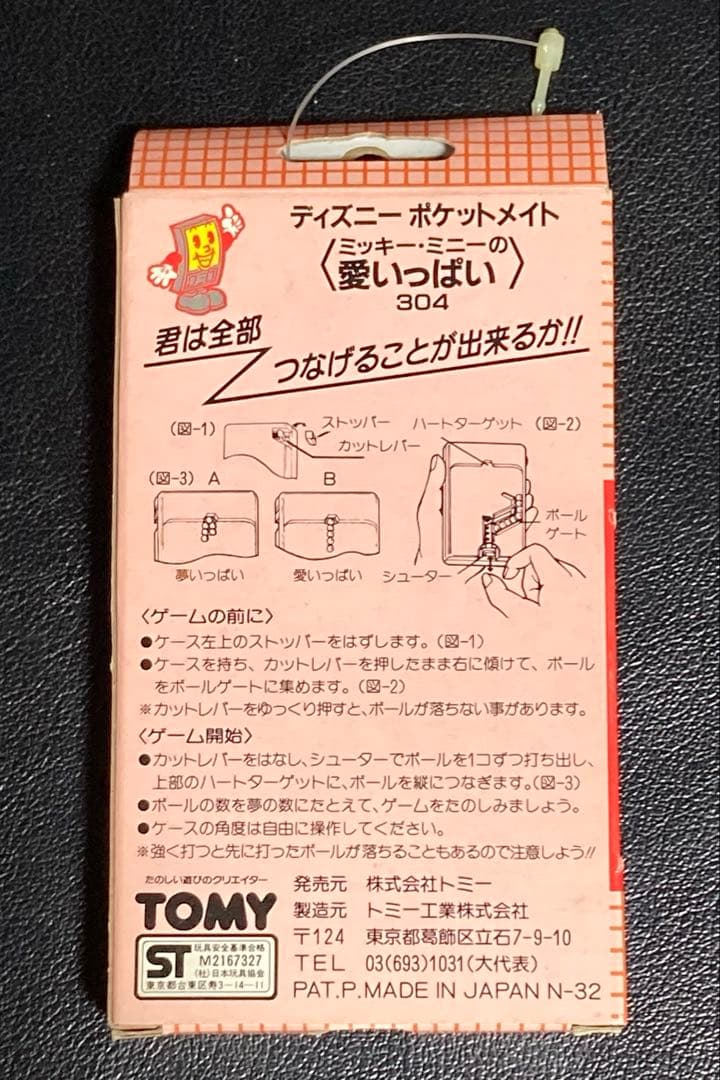 ディズニー ポケットメイト
〈ミッキー・ミニーの
愛いっぱい〉
304
君は全部
つなげることが出来るか!!
(図-1)
ストッパー
カットレバー
ハートターゲット (図-2)
(図-3) A B
ボール
ゲート
夢いっぱい 愛いっぱい シューター
〈ゲームの前に〉
●ケース左上のストッパーをはずします。(図-1)
●ケースを持ち、カットレバーを押したまま右に傾けて、ボール
をボールゲートに集めます。(図-2)
※カットレバーをゆっくり押すと、ボールが落ちない事があります。
〈ゲーム開始〉
●カットレバーをはなし、シューターでボールを1コずつ打ち出し、
上部のハートターゲットに、ボールを縦につなぎます。(図-3)
●ボールの数を夢の数にたとえて、ゲームをたのしみましょう。
●ケースの角度は自由に操作してください。
※強く打つと先に打ったボールが落ちることもあるので注意しよう!!
たのしい遊びのクリエイター
TOMY
ST
玩具安全基準合格
M2167327
(社)日本玩具協会
東京都台東区寿3-14-11
発売元 株式会社トミー
製造元 トミー工業株式会社
〒124 東京都葛飾区立石7-9-10
TEL 03(693)1031(大代表)
PAT.P.MADE IN JAPAN N-32